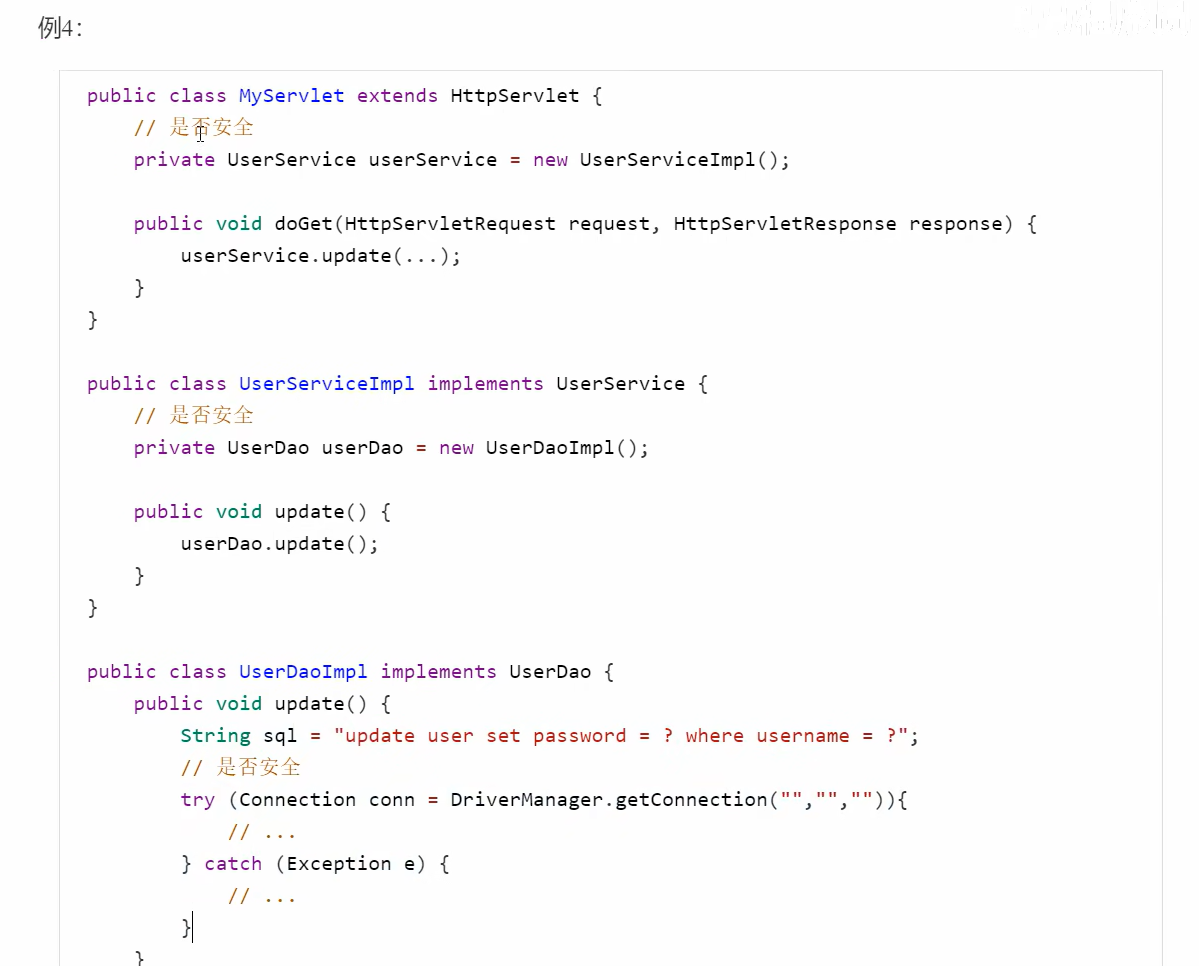 例4：
public class MyServlet extends HttpServlet {
    // 是否安全
    private UserService userService = new UserServiceImpl();
    public void doGet(HttpServletRequest request, HttpServletResponse response) {
        userService.update(...);
    }
}
public class UserServiceImpl implements UserService {
    // 是否安全
    private UserDao userDao = new UserDaoImpl();
    public void update() {
        userDao.update();
    }
}
public class UserDaoImpl implements UserDao {
    public void update() {
        String sql = "update user set password = ? where username = ?";
        // 是否安全
        try (Connection conn = DriverManager.getConnection("","","")){
            // ...
        } catch (Exception e) {
            // ...
        }
    }